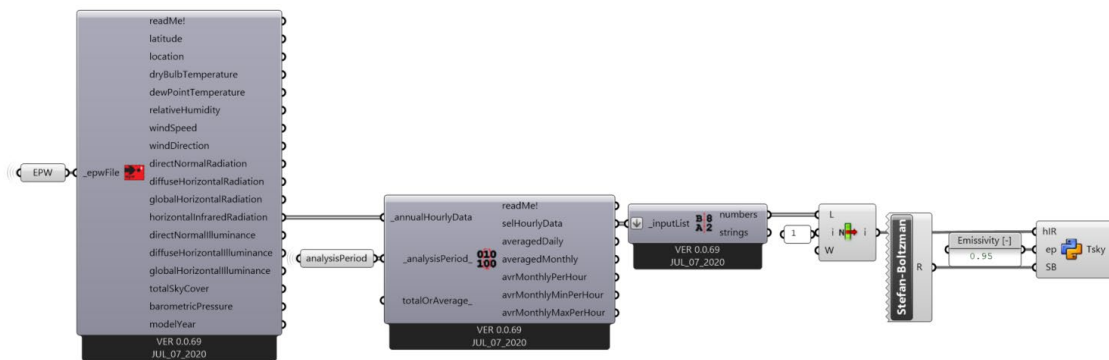 EPW
_epwFile
readMe!
latitude
location
dryBulbTemperature
dewPointTemperature
relativeHumidity
windSpeed
windDirection
directNormalRadiation
diffuseHorizontalRadiation
globalHorizontalRadiation
horizontalInfraredRadiation
directNormalIlluminance
diffuseHorizontalIlluminance
globalHorizontalIlluminance
totalSkyCover
barometricPressure
modelYear
VER 0.0.69
JUL_07_2020
analysisPeriod
_annualHourlyData
_analysisPeriod_
totalOrAverage_
010
100
readMe!
selHourlyData
averagedDaily
averagedMonthly
avrMonthlyPerHour
avrMonthlyMinPerHour
avrMonthlyMaxPerHour
VER 0.0.69
JUL_07_2020
_inputList
B 8
A 2
numbers
strings
VER 0.0.69
JUL_07_2020
1
L
i N i
W
Stefan-Boltzman
R
Emissivity [-]
0.95
hIR
ep
SB
Tsky